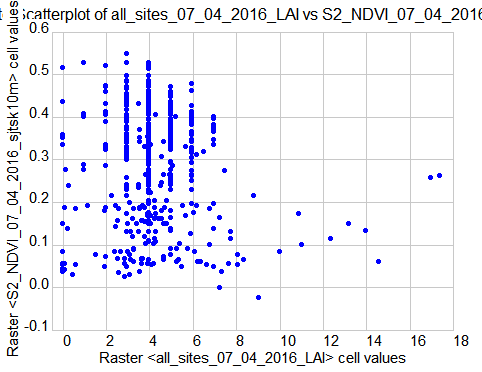 Scatterplot of all_sites_07_04_2016_LAI vs S2_NDVI_07_04_2016
Raster <S2_NDVI_07_04_2016_sjtsk10m> cell values
0.6
0.5
0.4
0.3
0.2
0.1
0.0
-0.1
0 2 4 6 8 10 12 14 16 18
Raster <all_sites_07_04_2016_LAI> cell values